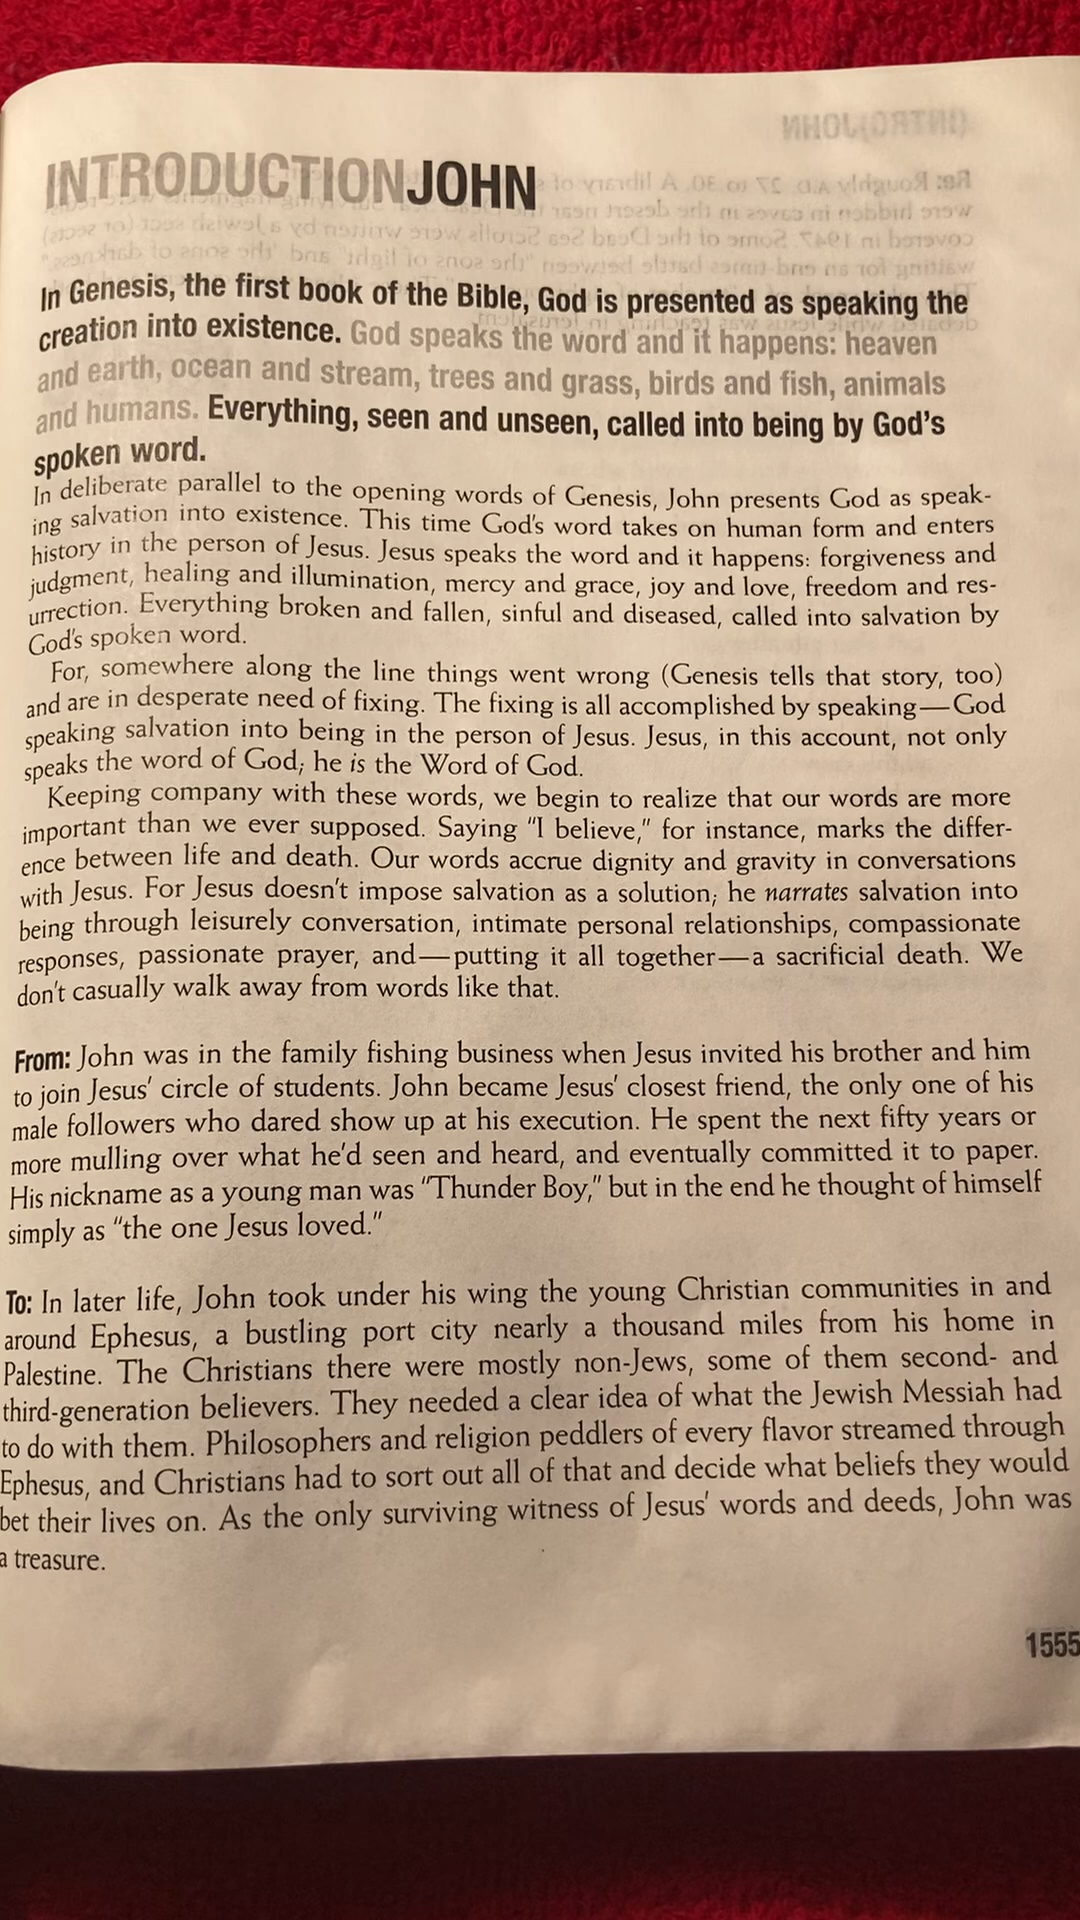 INTRODUCTIONJOHN
In Genesis, the first book of the Bible, God is presented as speaking the
creation into existence. God speaks the word and it happens: heaven
and earth, ocean and stream, trees and grass, birds and fish, animals
and humans. Everything, seen and unseen, called into being by God's
spoken word.
In deliberate parallel to the opening words of Genesis, John presents God as speak-
ing salvation into existence. This time God's word takes on human form and enters
history in the person of Jesus. Jesus speaks the word and it happens: forgiveness and
judgment, healing and illumination, mercy and grace, joy and love, freedom and res-
urrection. Everything broken and fallen, sinful and diseased, called into salvation by
God's spoken word.
For, somewhere along the line things went wrong (Genesis tells that story, too)
and are in desperate need of fixing. The fixing is all accomplished by speaking—God
speaking salvation into being in the person of Jesus. Jesus, in this account, not only
speaks the word of God; he is the Word of God.
Keeping company with these words, we begin to realize that our words are more
important than we ever supposed. Saying "I believe," for instance, marks the differ-
ence between life and death. Our words accrue dignity and gravity in conversations
with Jesus. For Jesus doesn't impose salvation as a solution; he narrates salvation into
being through leisurely conversation, intimate personal relationships, compassionate
responses, passionate prayer, and—putting it all together—a sacrificial death. We
don't casually walk away from words like that.
From: John was in the family fishing business when Jesus invited his brother and him
to join Jesus' circle of students. John became Jesus' closest friend, the only one of his
male followers who dared show up at his execution. He spent the next fifty years or
more mulling over what he'd seen and heard, and eventually committed it to paper.
His nickname as a young man was "Thunder Boy," but in the end he thought of himself
simply as "the one Jesus loved."
To: In later life, John took under his wing the young Christian communities in and
around Ephesus, a bustling port city nearly a thousand miles from his home in
Palestine. The Christians there were mostly non-Jews, some of them second- and
third-generation believers. They needed a clear idea of what the Jewish Messiah had
to do with them. Philosophers and religion peddlers of every flavor streamed through
Ephesus, and Christians had to sort out all of that and decide what beliefs they would
bet their lives on. As the only surviving witness of Jesus' words and deeds, John was
a treasure.
1555